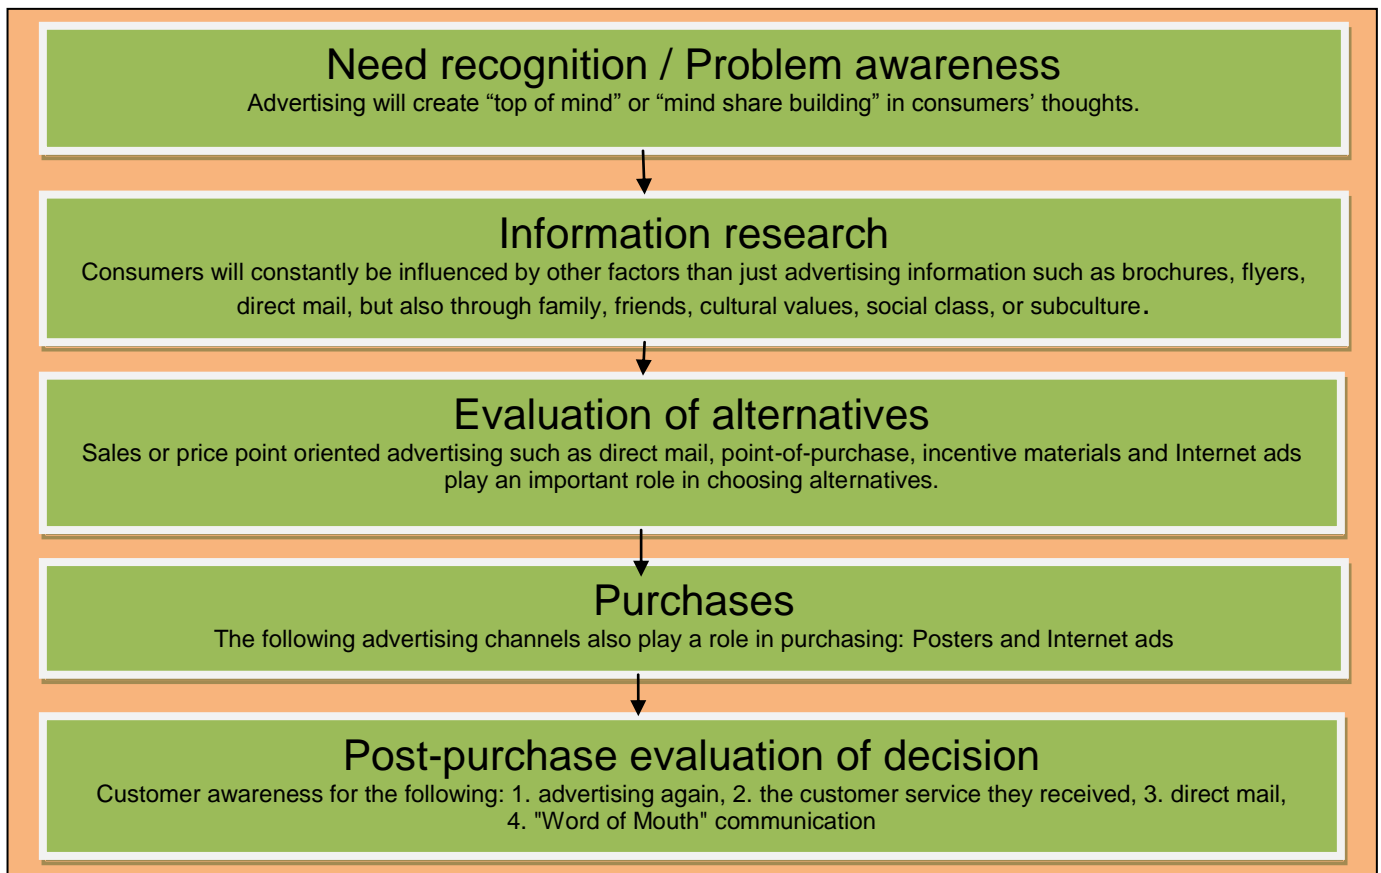 Need recognition / Problem awareness
Advertising will create “top of mind” or “mind share building” in consumers’ thoughts.
Information research
Consumers will constantly be influenced by other factors than just advertising information such as brochures, flyers,
direct mail, but also through family, friends, cultural values, social class, or subculture.
Evaluation of alternatives
Sales or price point oriented advertising such as direct mail, point-of-purchase, incentive materials and Internet ads
play an important role in choosing alternatives.
Purchases
The following advertising channels also play a role in purchasing: Posters and Internet ads
Post-purchase evaluation of decision
Customer awareness for the following: 1. advertising again, 2. the customer service they received, 3. direct mail,
4. "Word of Mouth" communication